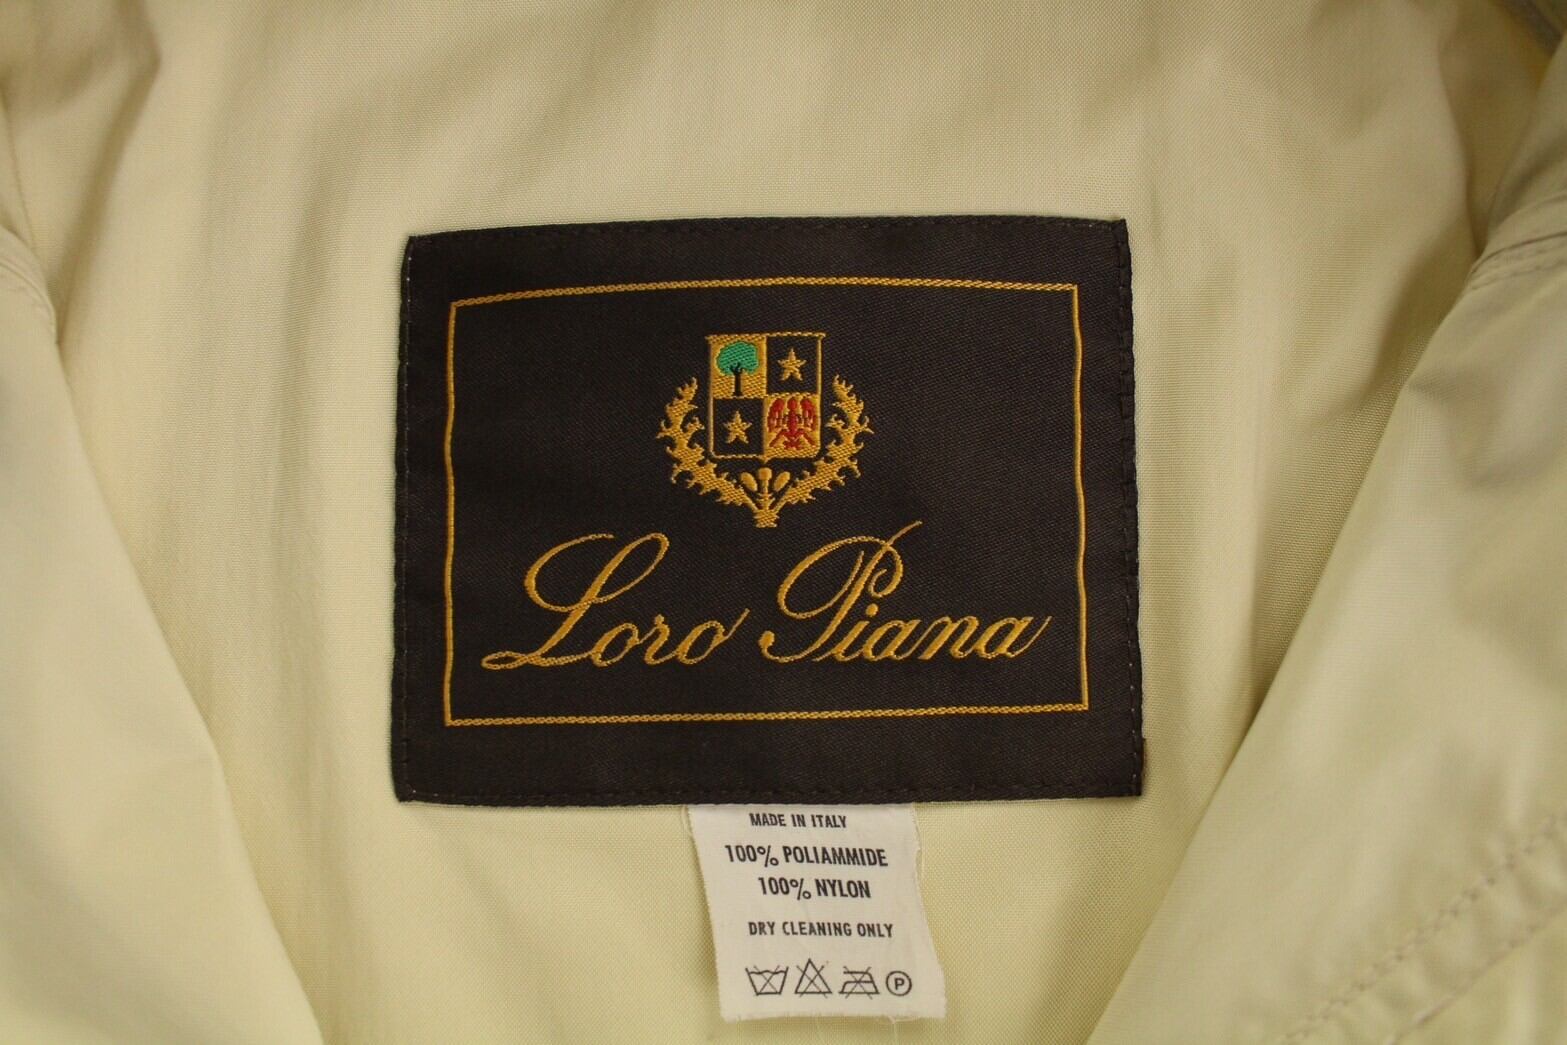 Loro Piana
MADE IN ITALY
100% POLIAMMIDE
100% NYLON
DRY CLEANING ONLY
P